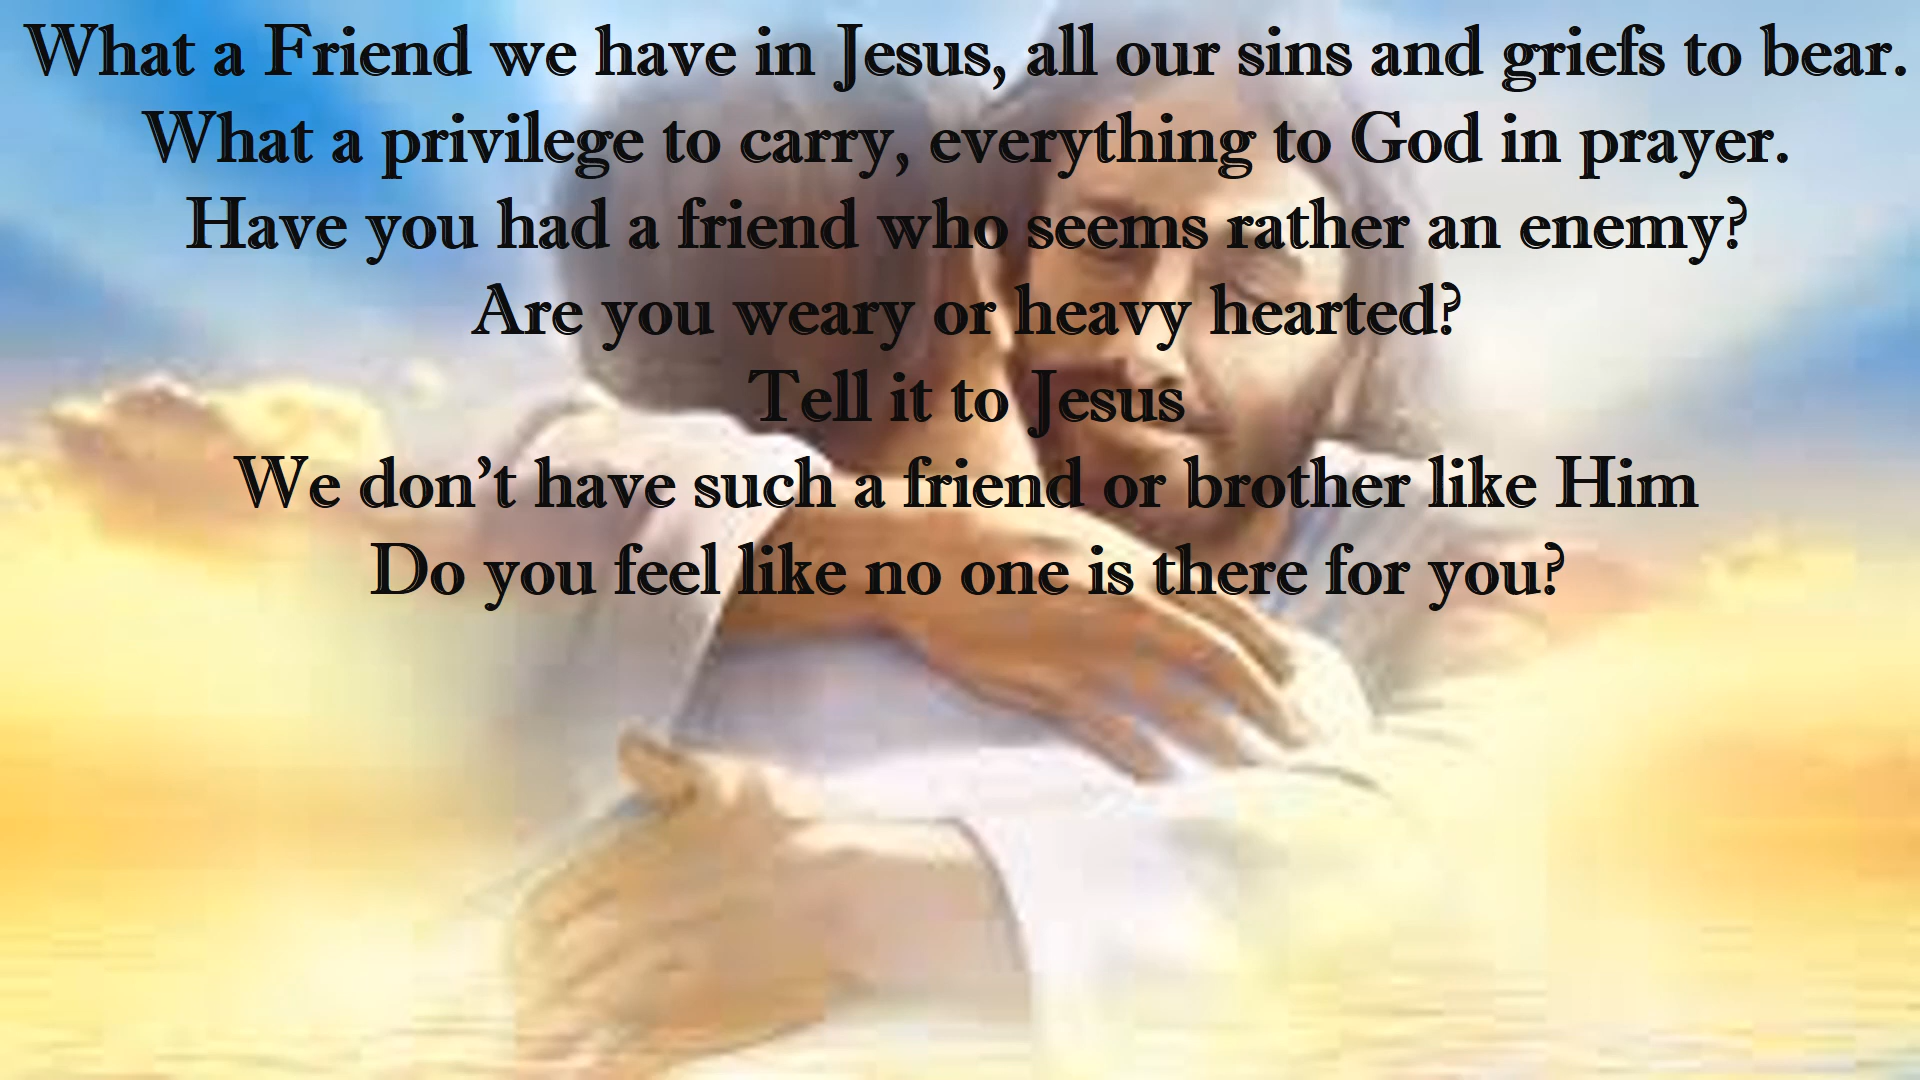 What a Friend we have in Jesus, all our sins and griefs to bear.
What a privilege to carry, everything to God in prayer.
Have you had a friend who seems rather an enemy?
Are you weary or heavy hearted?
Tell it to Jesus
We don’t have such a friend or brother like Him
Do you feel like no one is there for you?